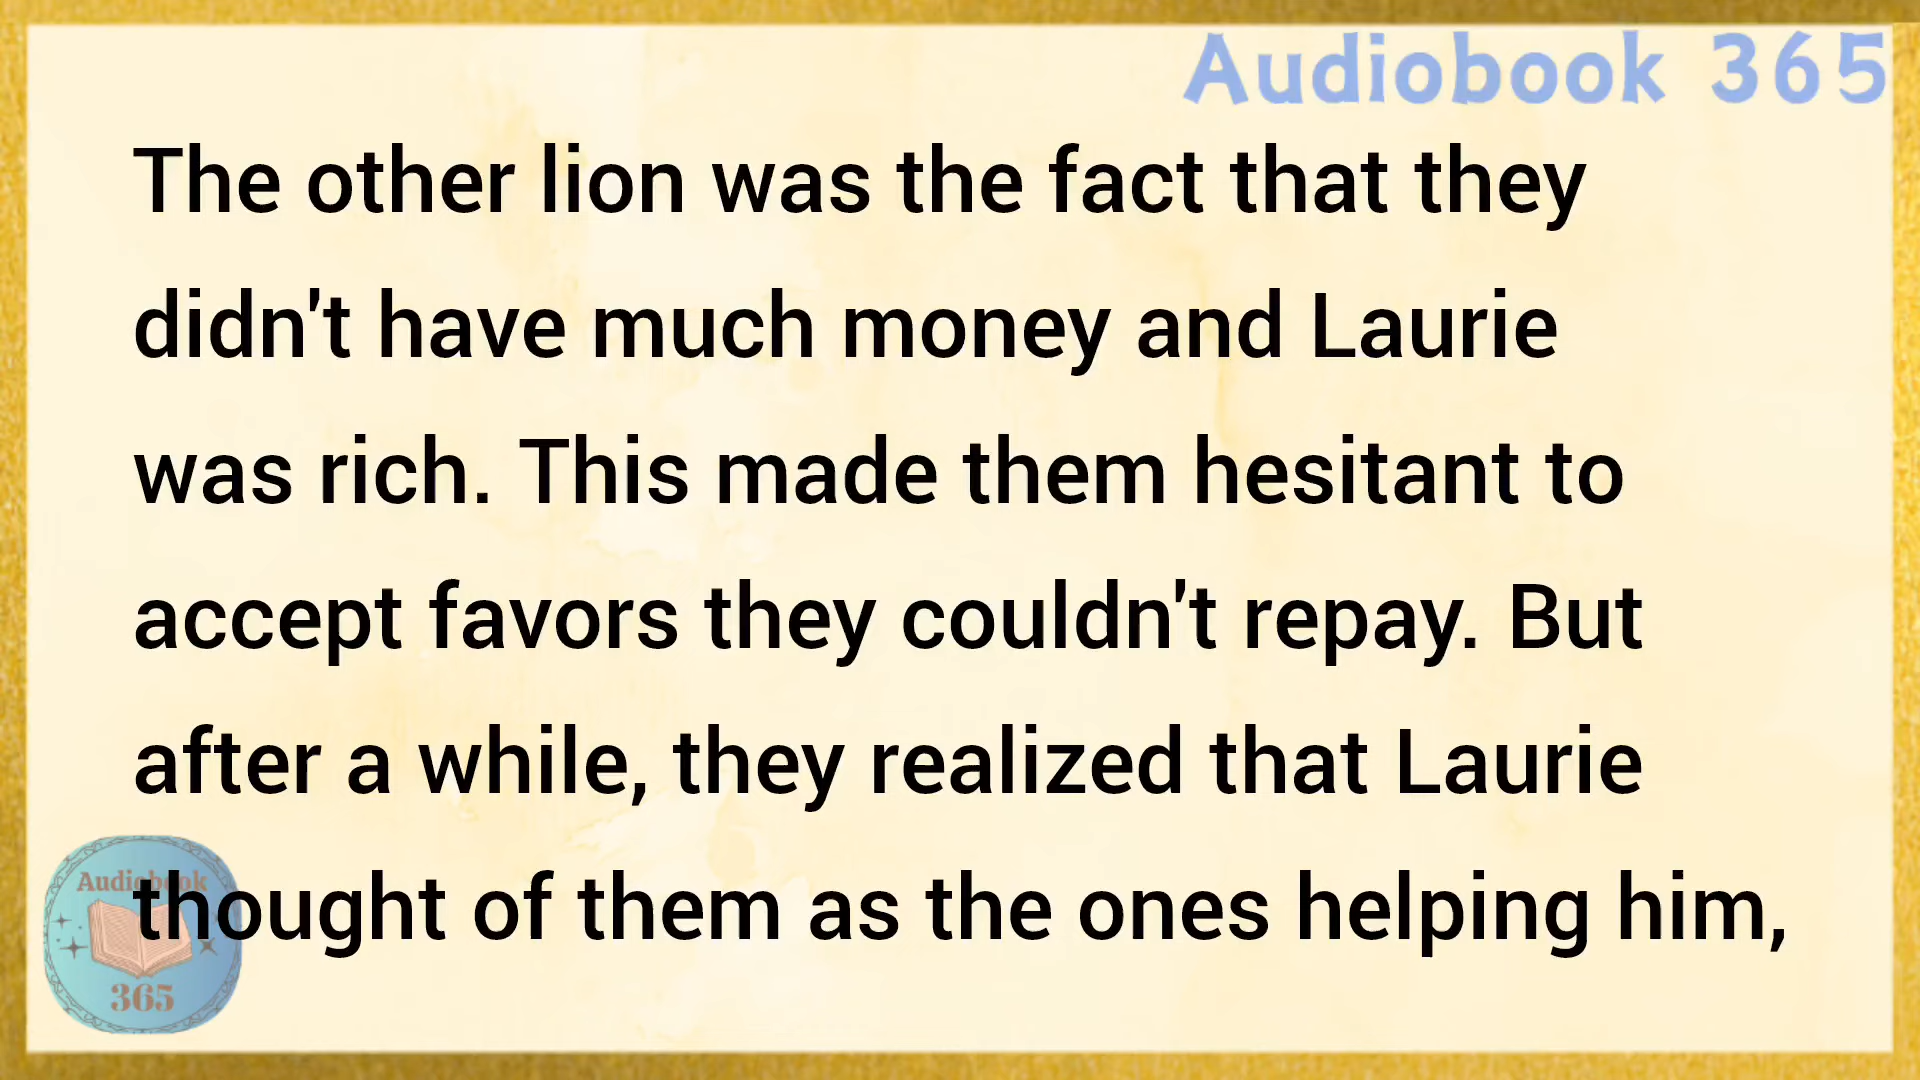 Audiobook 365
The other lion was the fact that they
didn't have much money and Laurie
was rich. This made them hesitant to
accept favors they couldn't repay. But
after a while, they realized that Laurie
thought of them as the ones helping him,
Audiobook
365